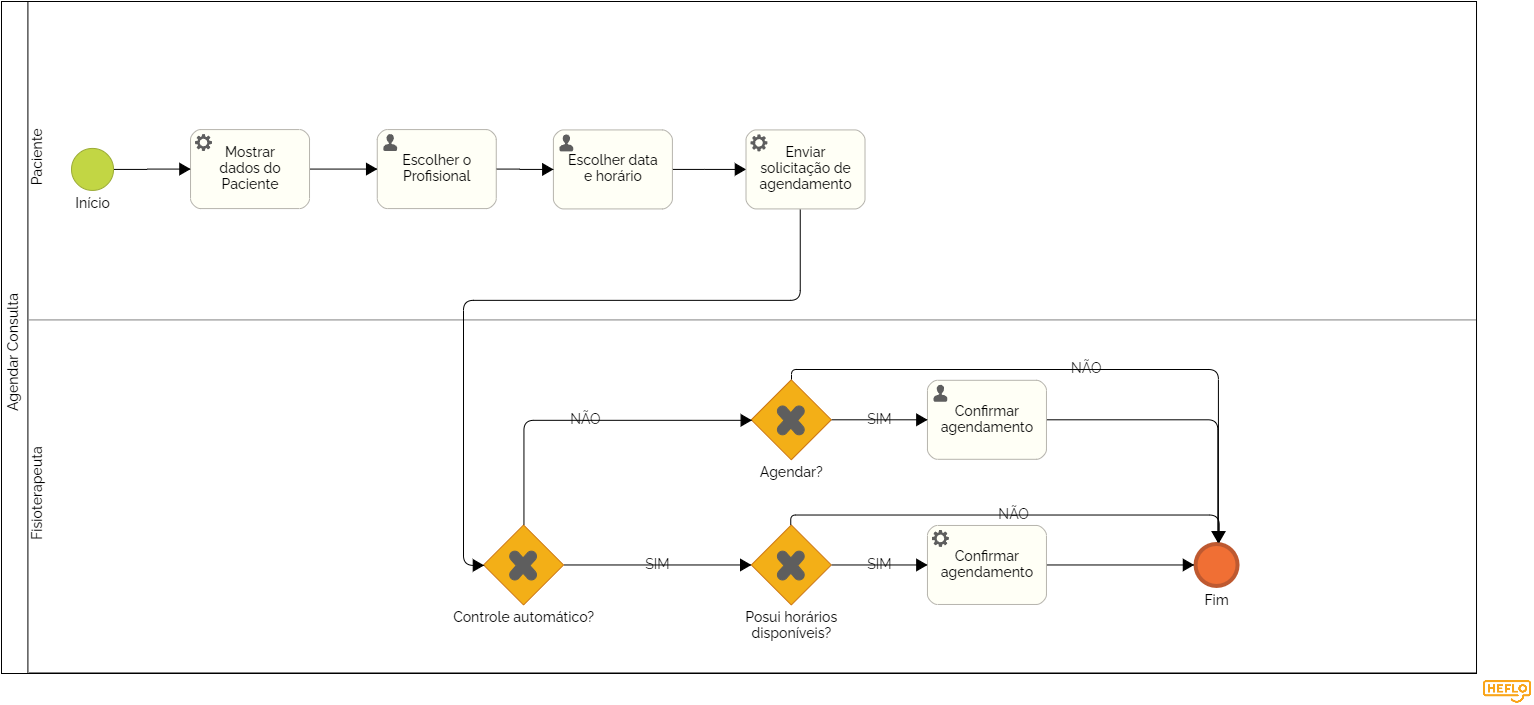 Agendar Consulta
Paciente
Início
Mostrar
dados do
Paciente
Escolher o
Profisional
Escolher data
e horário
Enviar
solicitação de
agendamento
Fisioterapeuta
NÃO
NÃO
SIM
Confirmar
agendamento
Agendar?
NÃO
SIM
SIM
Confirmar
agendamento
Controle automático?
Posui horários
disponíveis?
Fim
HEFLO